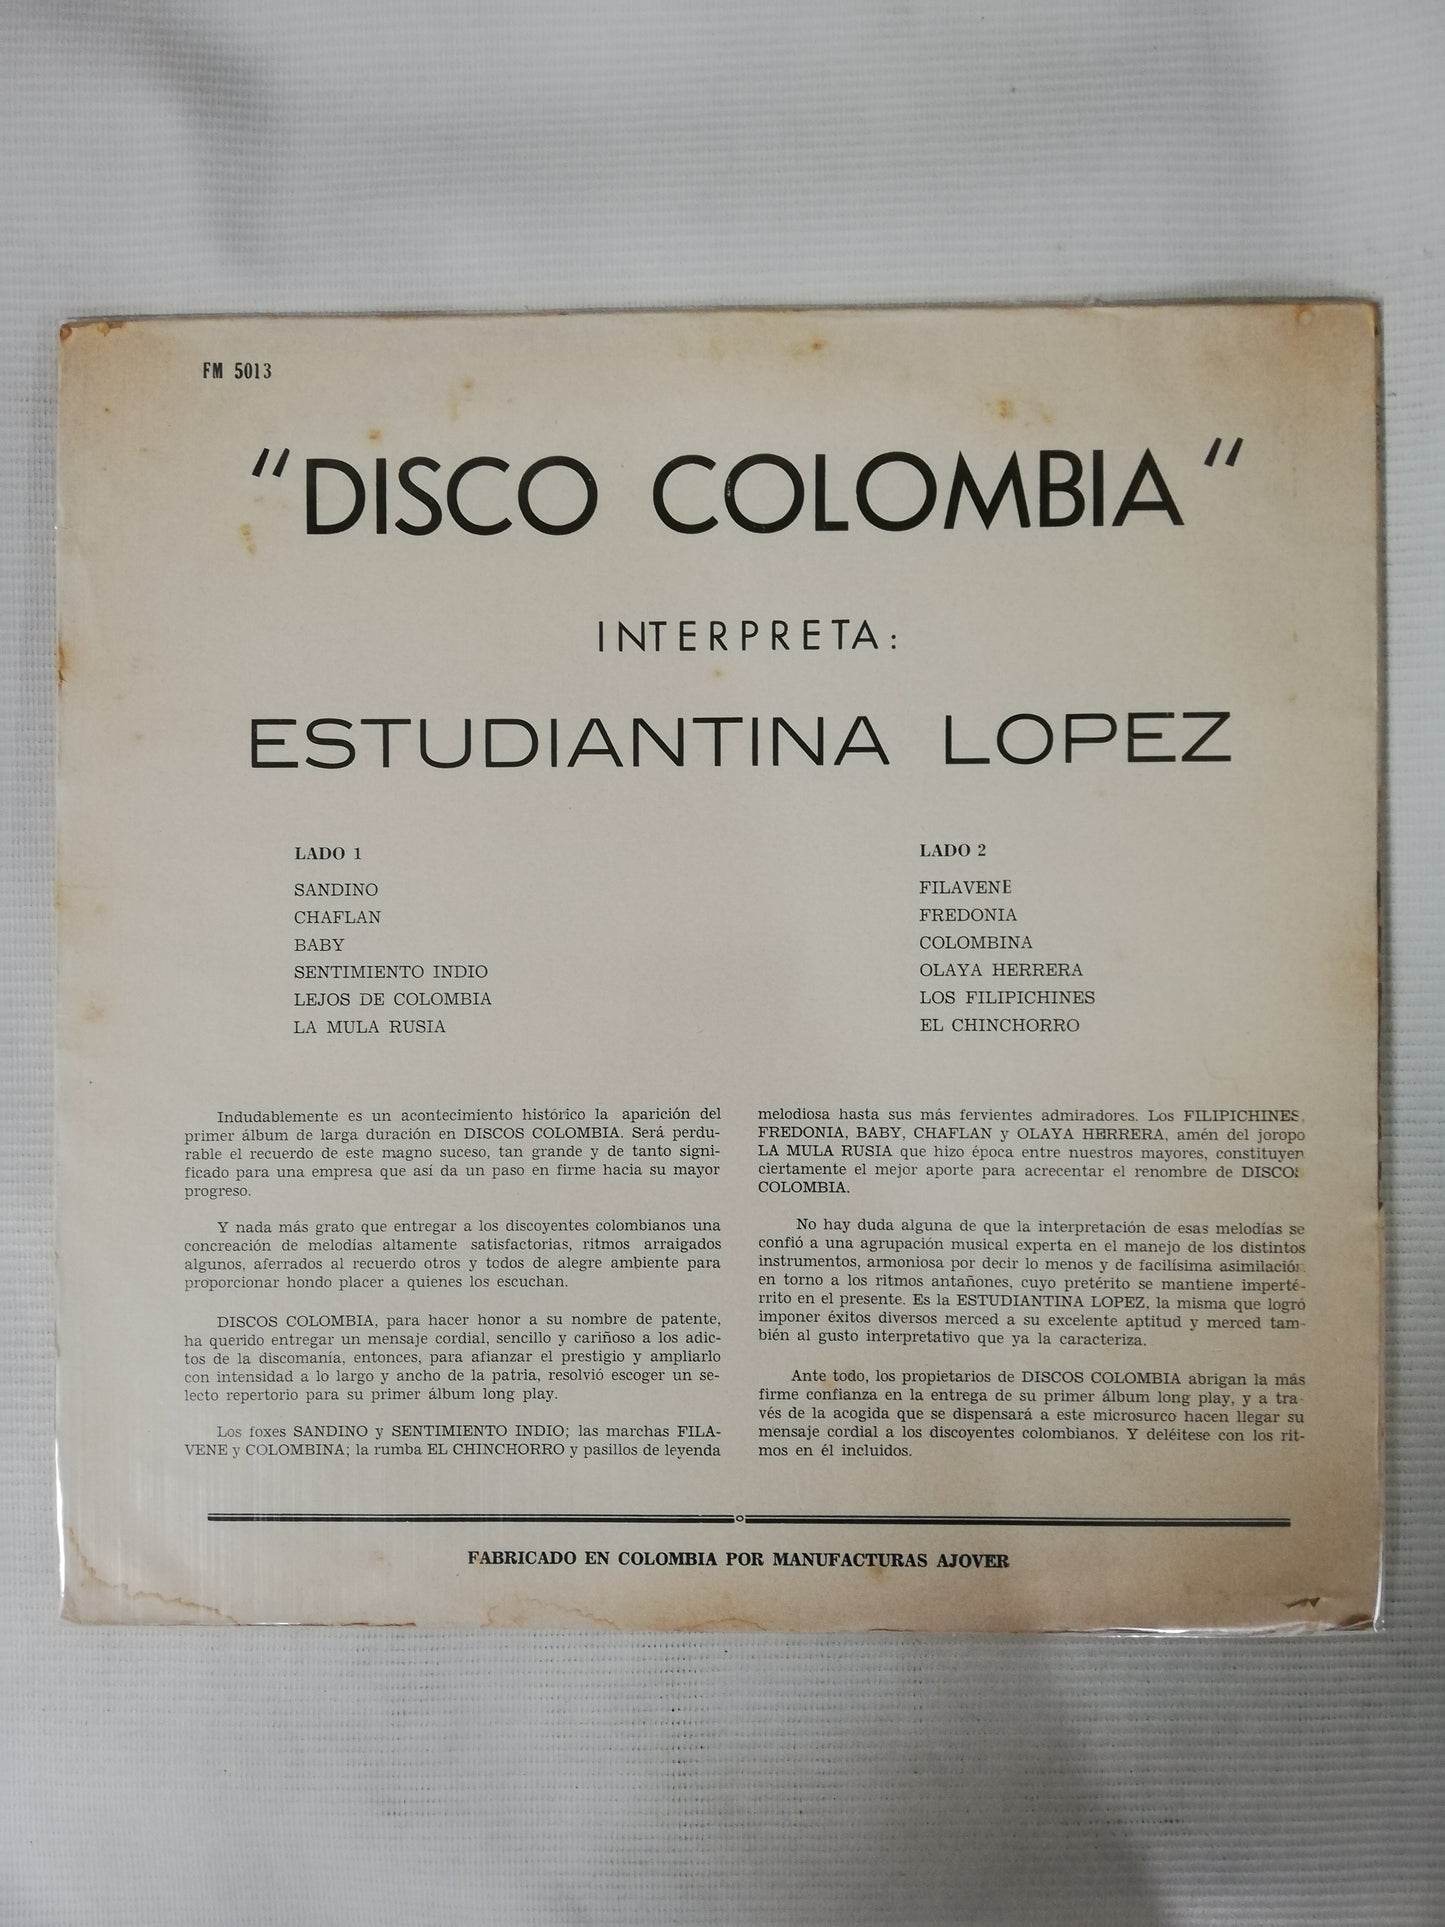 FM 5013
"DISCO COLOMBIA"
INTERPRETA:
ESTUDIANTINA LOPEZ
LADO 1
SANDINO
CHAFLAN
BABY
SENTIMIENTO INDIO
LEJOS DE COLOMBIA
LA MULA RUSIA
LADO 2
FILAVENE
FREDONIA
COLOMBINA
OLAYA HERRERA
LOS FILIPICHINES
EL CHINCHORRO
Indudablemente es un acontecimiento histórico la aparición del
primer álbum de larga duración en DISCOS COLOMBIA. Será perdu-
rable el recuerdo de este magno suceso, tan grande y de tanto signi-
ficado para una empresa que así da un paso en firme hacia su mayor
progreso.
Y nada más grato que entregar a los discoyentes colombianos una
concreación de melodías altamente satisfactorias, ritmos arraigados
algunos, aferrados al recuerdo otros y todos de alegre ambiente para
proporcionar hondo placer a quienes los escuchan.
DISCOS COLOMBIA, para hacer honor a su nombre de patente,
ha querido entregar un mensaje cordial, sencillo y cariñoso a los adic-
tos de la discomanía, entonces, para afianzar el prestigio y ampliarlo
con intensidad a lo largo y ancho de la patria, resolvió escoger un se-
lecto repertorio para su primer álbum long play.
Los foxes SANDINO y SENTIMIENTO INDIO; las marchas FILA-
VENE y COLOMBINA; la rumba EL CHINCHORRO y pasillos de leyenda
melodiosa hasta sus más fervientes admiradores. Los FILIPICHINES,
FREDONIA, BABY, CHAFLAN y OLAYA HERRERA, amén del joropo
LA MULA RUSIA que hizo época entre nuestros mayores, constituyen
ciertamente el mejor aporte para acrecentar el renombre de DISCOS
COLOMBIA.
No hay duda alguna de que la interpretación de esas melodías se
confió a una agrupación musical experta en el manejo de los distintos
instrumentos, armoniosa por decir lo menos y de facilísima asimilación
en torno a los ritmos antañones, cuyo pretérito se mantiene imperté-
rrito en el presente. Es la ESTUDIANTINA LOPEZ, la misma que logró
imponer éxitos diversos merced a su excelente aptitud y merced tam-
bién al gusto interpretativo que ya la caracteriza.
Ante todo, los propietarios de DISCOS COLOMBIA abrigan la más
firme confianza en la entrega de su primer álbum long play, y a tra-
vés de la acogida que se dispensará a este microsurco hacen llegar su
mensaje cordial a los discoyentes colombianos. Y deléitese con los rit-
mos en él incluidos.
FABRICADO EN COLOMBIA POR MANUFACTURAS AJOVER